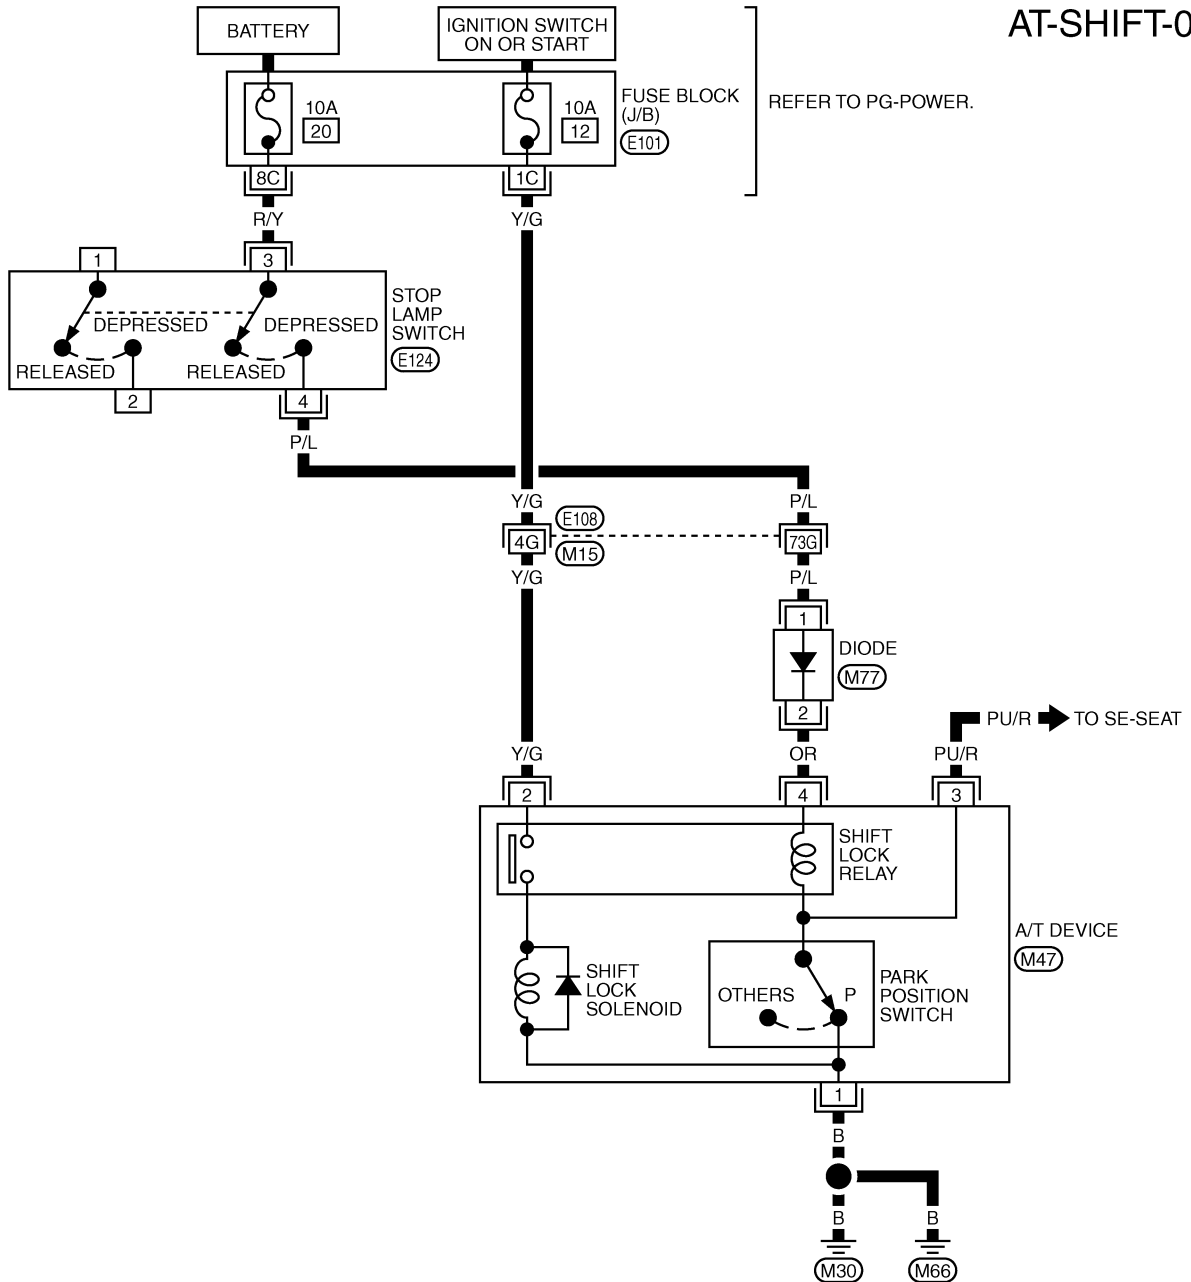 AT-SHIFT-0
BATTERY
IGNITION SWITCH
ON OR START
10A
20
10A
12
FUSE BLOCK
(J/B)
E101
REFER TO PG-POWER.
8C
1C
R/Y
Y/G
1
3
DEPRESSED
DEPRESSED
RELEASED
RELEASED
STOP
LAMP
SWITCH
E124
2
4
P/L
Y/G
P/L
E108
4G
73G
M15
Y/G
P/L
1
DIODE
M77
2
PU/R
TO SE-SEAT
Y/G
OR
PU/R
2
4
3
SHIFT
LOCK
RELAY
A/T DEVICE
M47
SHIFT
LOCK
SOLENOID
OTHERS
P
PARK
POSITION
SWITCH
1
B
B
B
M30
M66